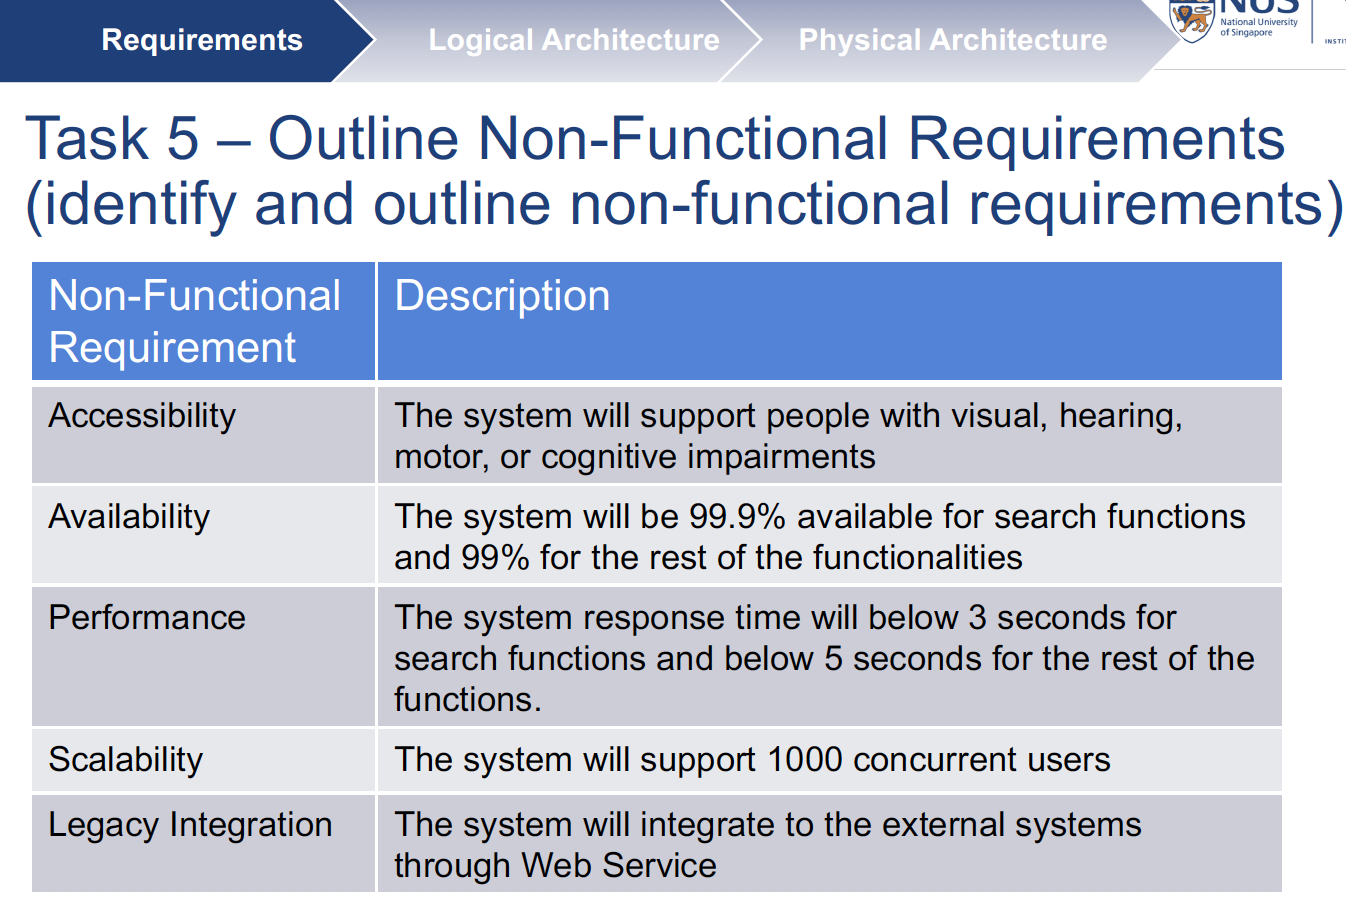 Requirements
Logical Architecture
Physical Architecture
NUS
National University
of Singapore
Task 5 – Outline Non-Functional Requirements
(identify and outline non-functional requirements)
Non-Functional
Requirement
Description
Accessibility
The system will support people with visual, hearing,
motor, or cognitive impairments
Availability
The system will be 99.9% available for search functions
and 99% for the rest of the functionalities
Performance
The system response time will below 3 seconds for
search functions and below 5 seconds for the rest of the
functions.
Scalability
The system will support 1000 concurrent users
Legacy Integration
The system will integrate to the external systems
through Web Service